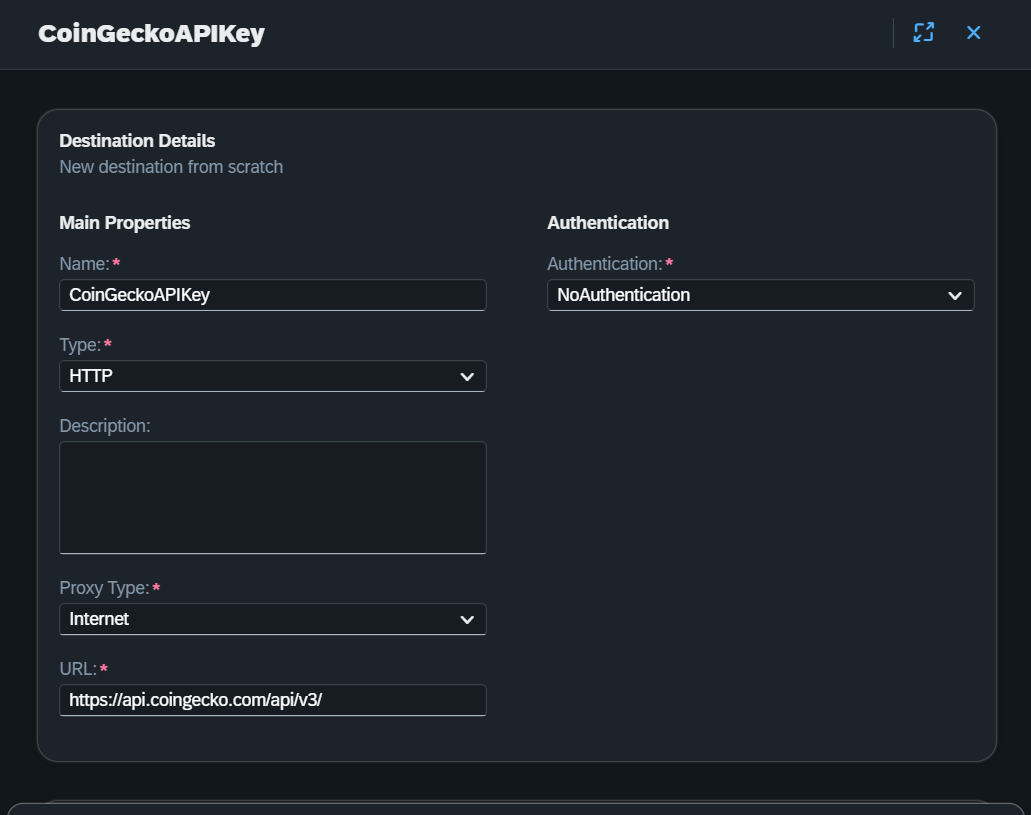 CoinGeckoAPIKey
Destination Details
New destination from scratch
Main Properties
Name:*
CoinGeckoAPIKey
Type:*
HTTP
Description:
Proxy Type:*
Internet
URL:*
https://api.coingecko.com/api/v3/
Authentication
Authentication:*
NoAuthentication